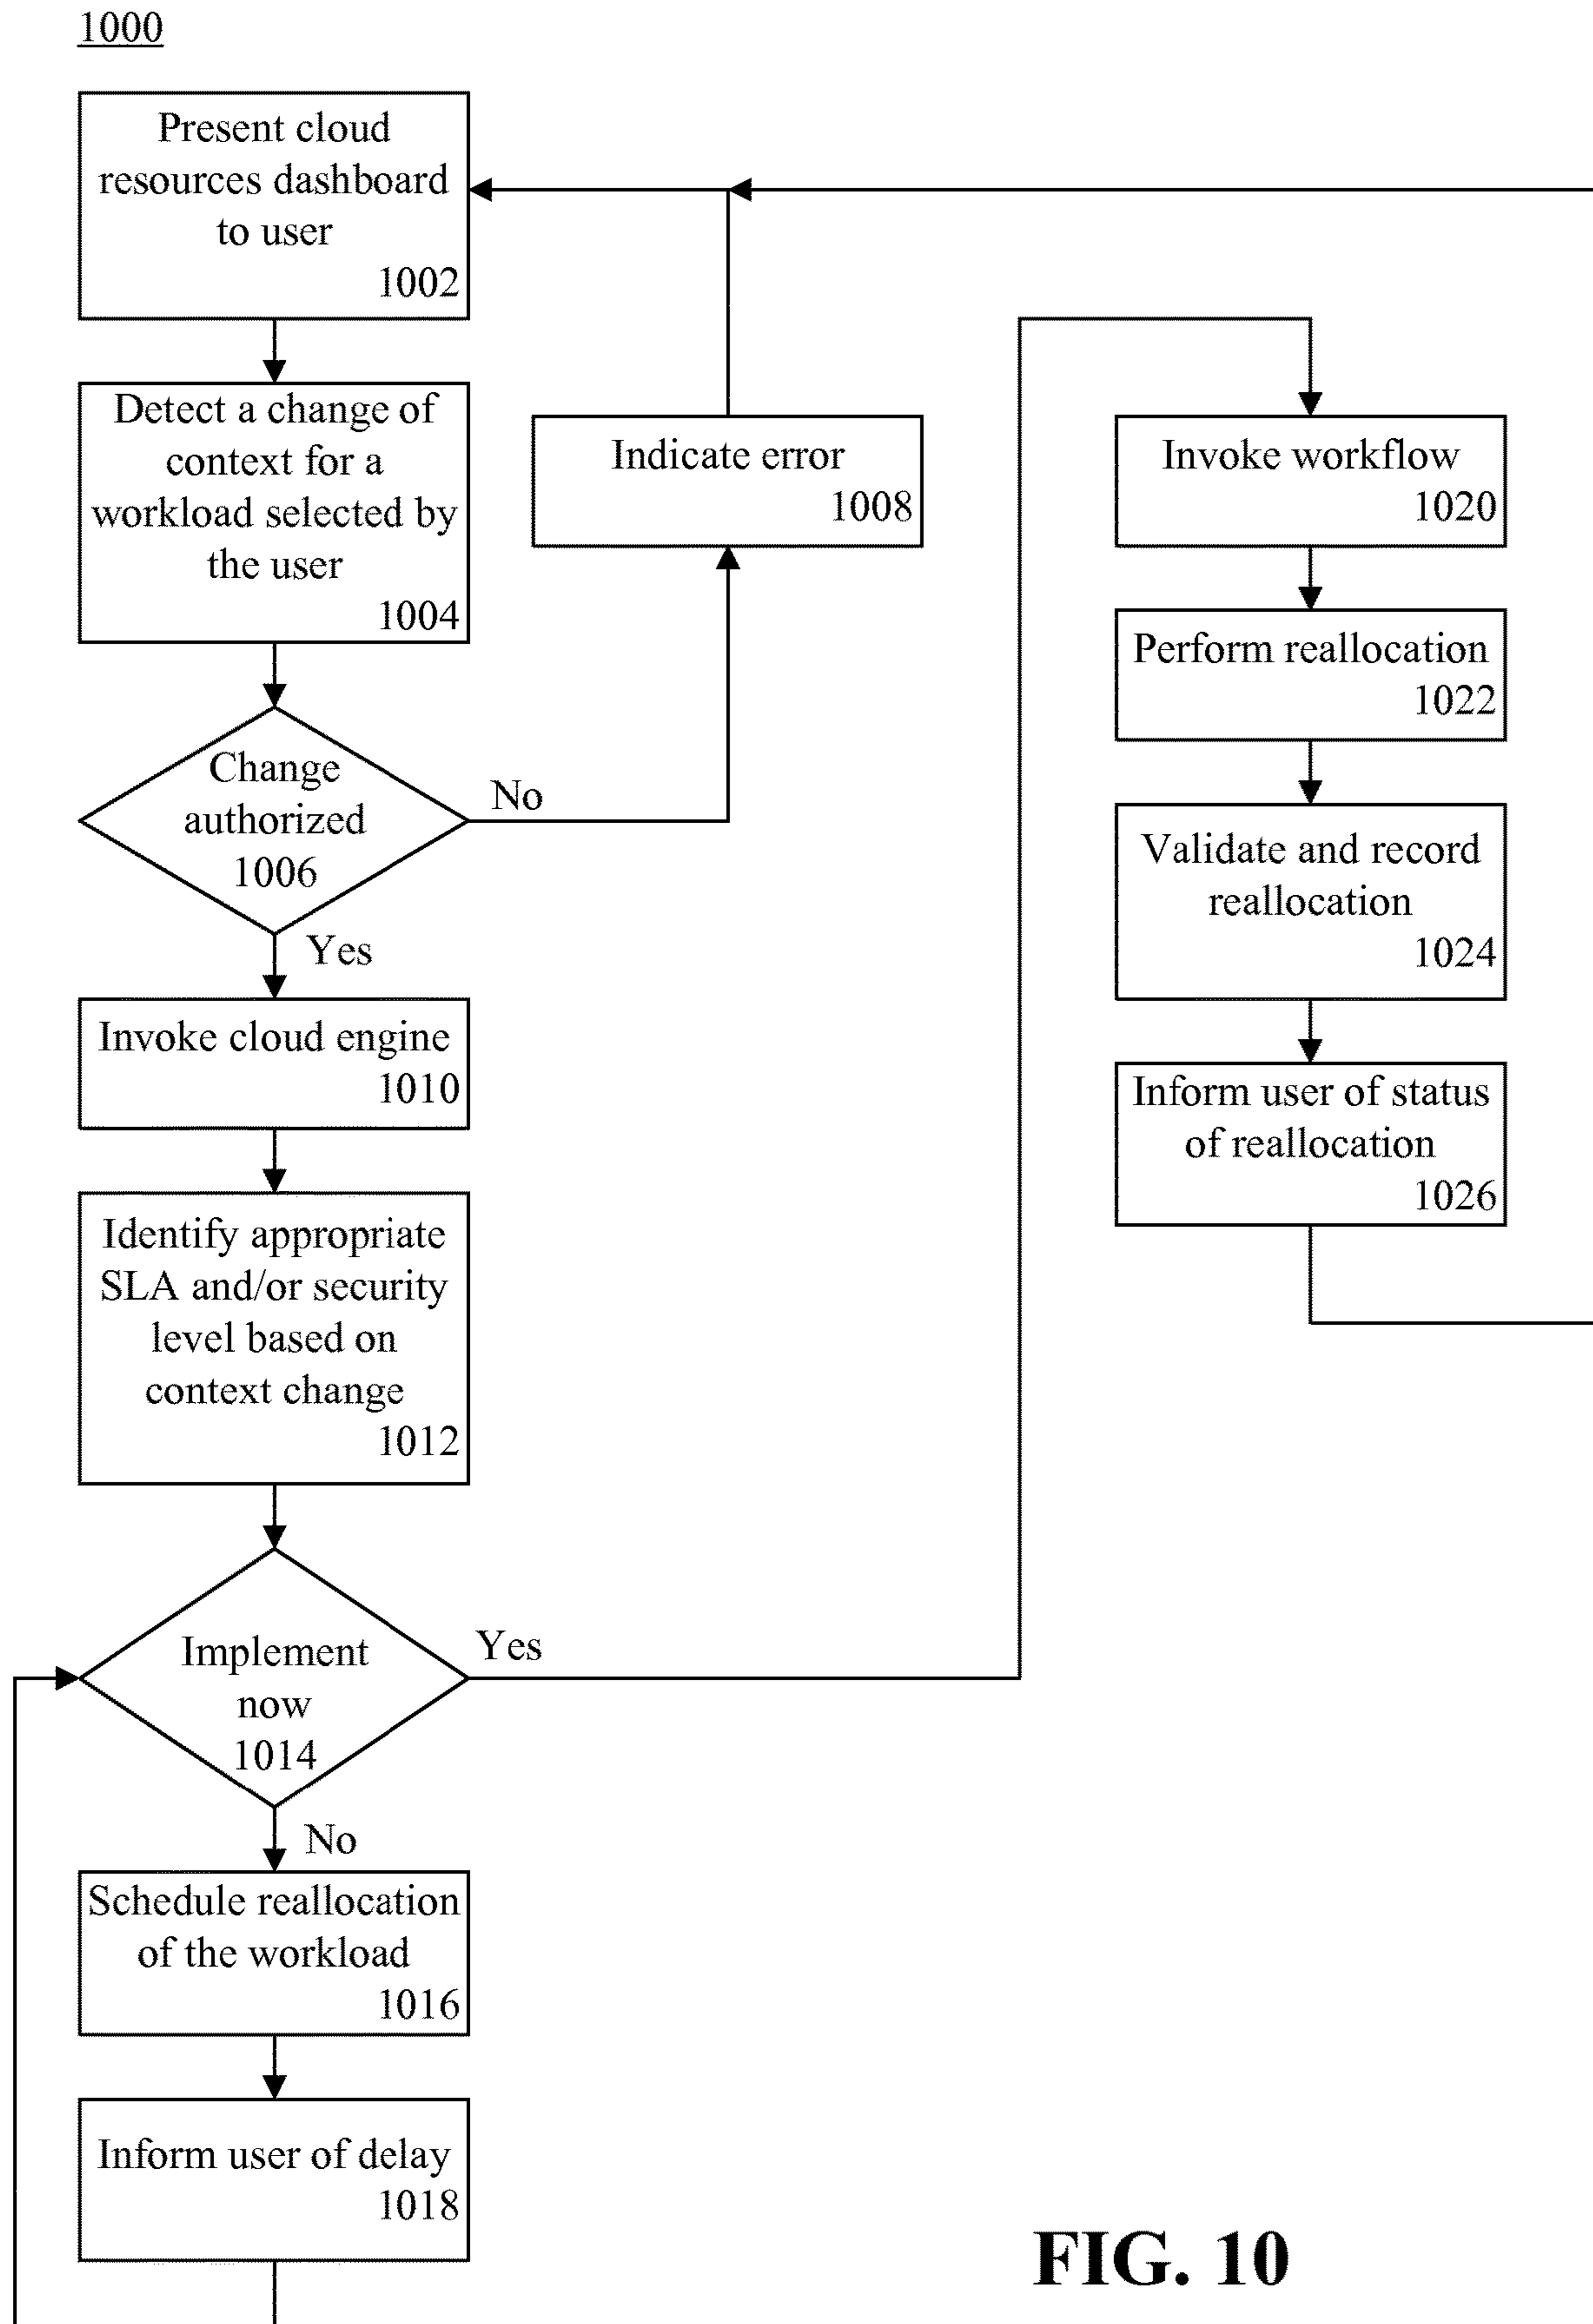 1000
Present cloud
resources dashboard
to user
1002
Detect a change of
context for a
workload selected by
the user
1004
Indicate error
1008
Change
authorized
1006
No
Yes
Invoke cloud engine
1010
Identify appropriate
SLA and/or security
level based on
context change
1012
Implement
now
1014
Yes
No
Schedule reallocation
of the workload
1016
Inform user of delay
1018
Invoke workflow
1020
Perform reallocation
1022
Validate and record
reallocation
1024
Inform user of status
of reallocation
1026
FIG. 10